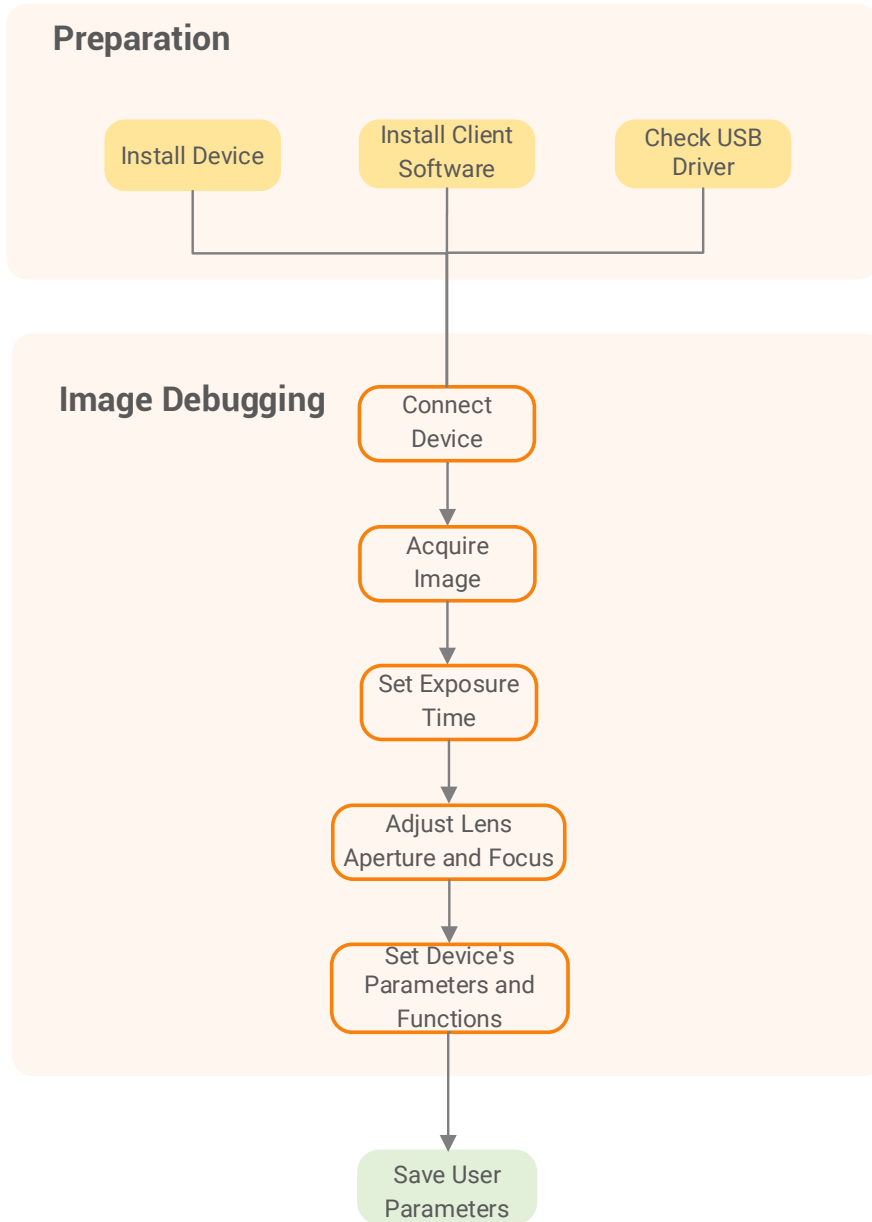 Preparation
Install Device
Install Client
Software
Check USB
Driver
Image Debugging
Connect
Device
Acquire
Image
Set Exposure
Time
Adjust Lens
Aperture and Focus
Set Device's
Parameters and
Functions
Save User
Parameters